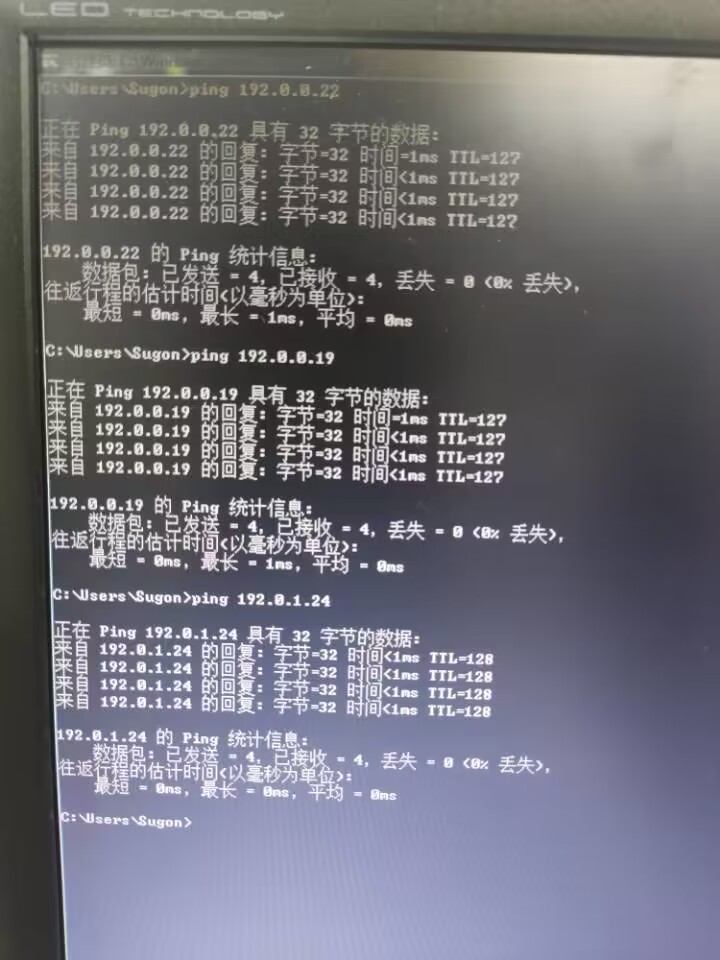 LED TECHNOLOGY
C:\Users\Sugon>ping 192.0.0.22
正在 Ping 192.0.0.22 具有 32 字节的数据:
来自 192.0.0.22 的回复: 字节=32 时间=1ms TTL=127
来自 192.0.0.22 的回复: 字节=32 时间<1ms TTL=127
来自 192.0.0.22 的回复: 字节=32 时间<1ms TTL=127
来自 192.0.0.22 的回复: 字节=32 时间<1ms TTL=127
192.0.0.22 的 Ping 统计信息:
数据包: 已发送 = 4, 已接收 = 4, 丢失 = 0 (0% 丢失),
往返行程的估计时间(以毫秒为单位):
最短 = 0ms, 最长 = 1ms, 平均 = 0ms
C:\Users\Sugon>ping 192.0.0.19
正在 Ping 192.0.0.19 具有 32 字节的数据:
来自 192.0.0.19 的回复: 字节=32 时间=1ms TTL=127
来自 192.0.0.19 的回复: 字节=32 时间<1ms TTL=127
来自 192.0.0.19 的回复: 字节=32 时间<1ms TTL=127
来自 192.0.0.19 的回复: 字节=32 时间<1ms TTL=127
192.0.0.19 的 Ping 统计信息:
数据包: 已发送 = 4, 已接收 = 4, 丢失 = 0 (0% 丢失),
往返行程的估计时间(以毫秒为单位):
最短 = 0ms, 最长 = 1ms, 平均 = 0ms
C:\Users\Sugon>ping 192.0.1.24
正在 Ping 192.0.1.24 具有 32 字节的数据:
来自 192.0.1.24 的回复: 字节=32 时间<1ms TTL=128
来自 192.0.1.24 的回复: 字节=32 时间<1ms TTL=128
来自 192.0.1.24 的回复: 字节=32 时间<1ms TTL=128
来自 192.0.1.24 的回复: 字节=32 时间<1ms TTL=128
192.0.1.24 的 Ping 统计信息:
数据包: 已发送 = 4, 已接收 = 4, 丢失 = 0 (0% 丢失),
往返行程的估计时间(以毫秒为单位):
最短 = 0ms, 最长 = 0ms, 平均 = 0ms
C:\Users\Sugon>